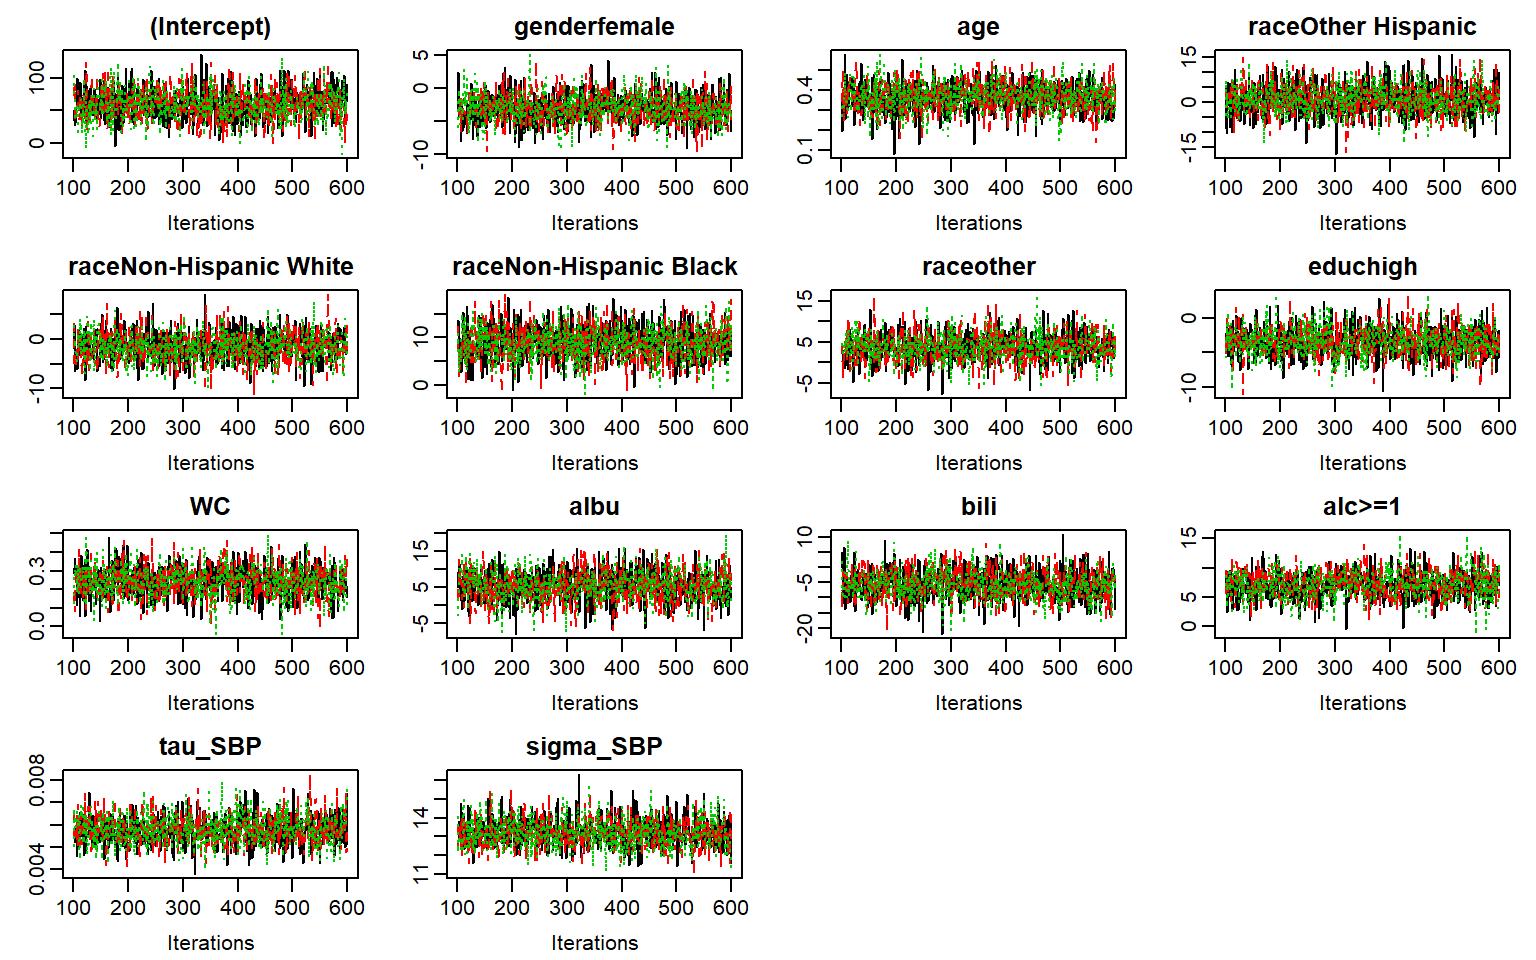 (Intercept) genderfemale age raceOther Hispanic
0 100 -10 -5 0 5 0.1 0.4 -15 0 5 15
100 200 300 400 500 600 100 200 300 400 500 600 100 200 300 400 500 600 100 200 300 400 500 600
Iterations Iterations Iterations Iterations
raceNon-Hispanic White raceNon-Hispanic Black raceother educhigh
-10 0 0 10 -5 5 15 -10 0
100 200 300 400 500 600 100 200 300 400 500 600 100 200 300 400 500 600 100 200 300 400 500 600
Iterations Iterations Iterations Iterations
WC albu bili alc>=1
0.0 0.3 -5 5 15 -20 -5 10 0 5 15
100 200 300 400 500 600 100 200 300 400 500 600 100 200 300 400 500 600 100 200 300 400 500 600
Iterations Iterations Iterations Iterations
tau_SBP sigma_SBP
0.004 0.008 11 14
100 200 300 400 500 600 100 200 300 400 500 600
Iterations Iterations